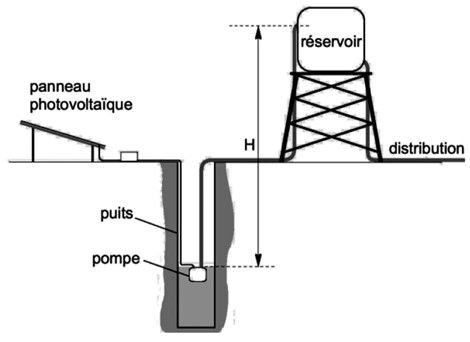 réservoir
panneau
photovoltaïque
H
distribution
puits
pompe